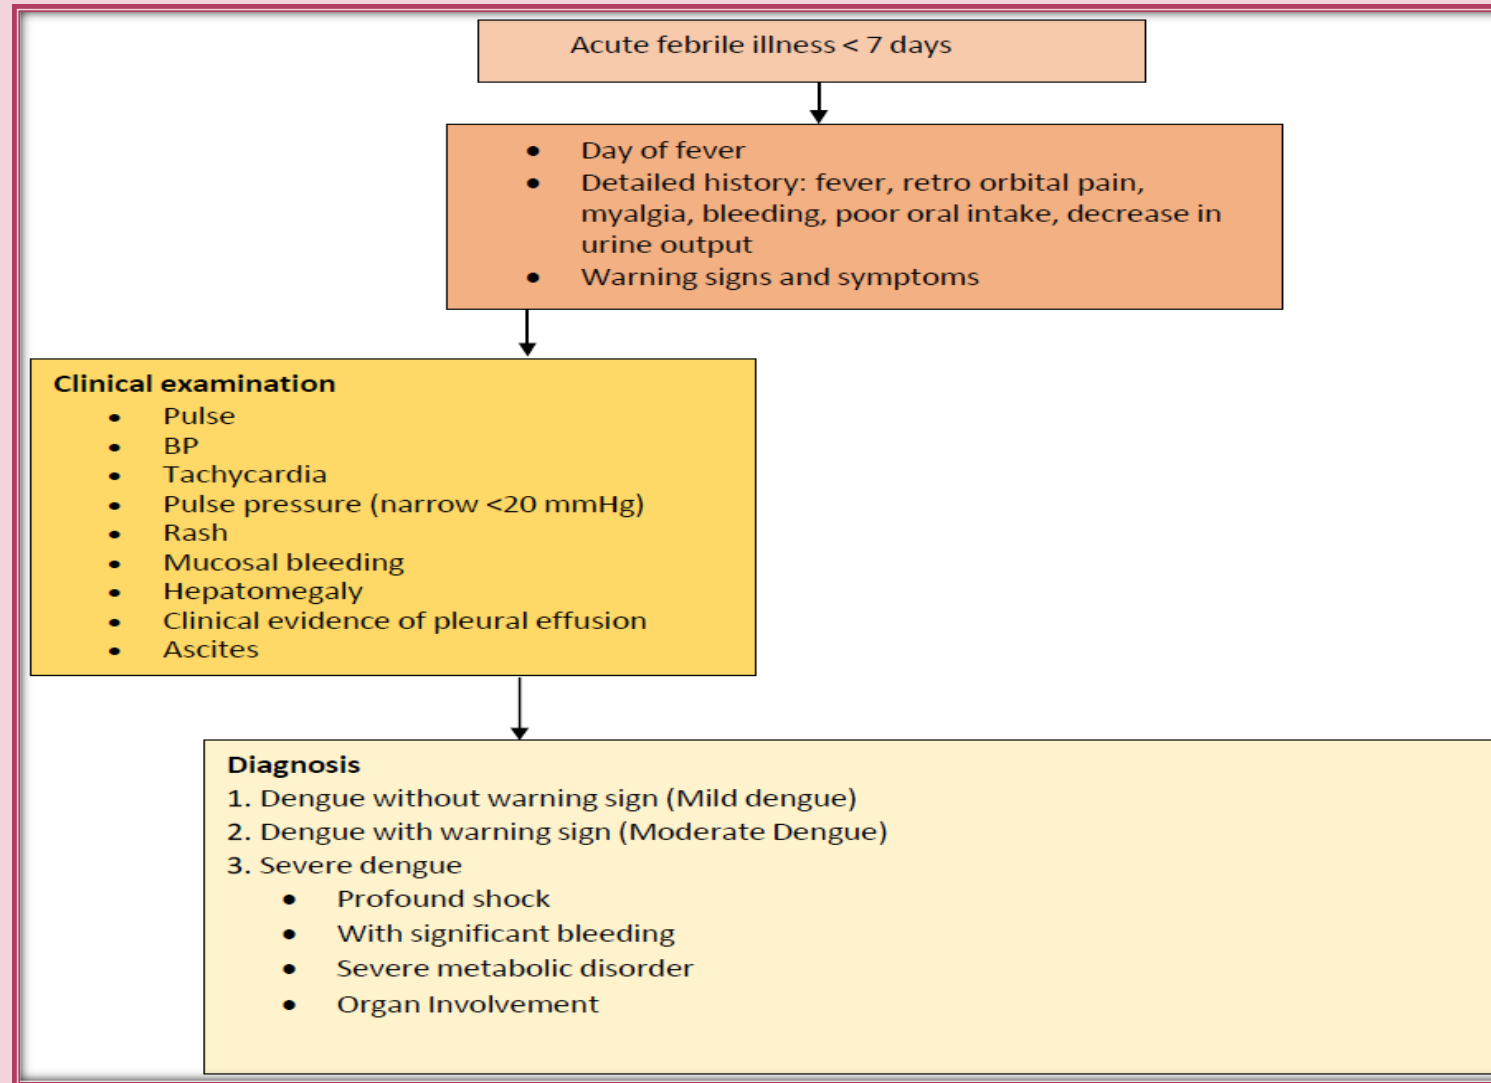 Acute febrile illness < 7 days
• Day of fever
• Detailed history: fever, retro orbital pain,
myalgia, bleeding, poor oral intake, decrease in
urine output
• Warning signs and symptoms
Clinical examination
• Pulse
• BP
• Tachycardia
• Pulse pressure (narrow <20 mmHg)
• Rash
• Mucosal bleeding
• Hepatomegaly
• Clinical evidence of pleural effusion
• Ascites
Diagnosis
1. Dengue without warning sign (Mild dengue)
2. Dengue with warning sign (Moderate Dengue)
3. Severe dengue
• Profound shock
• With significant bleeding
• Severe metabolic disorder
• Organ Involvement